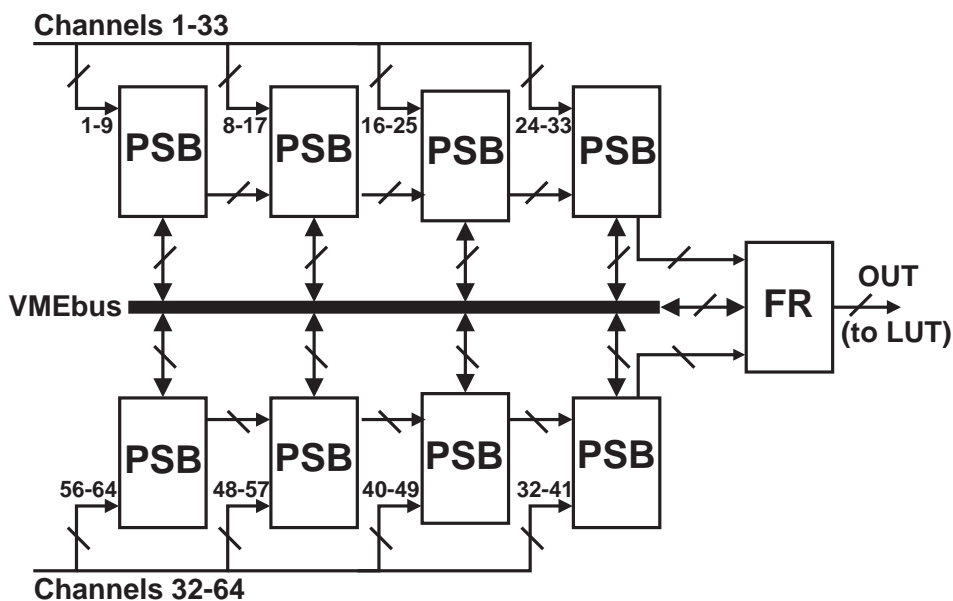 Channels 1-33
1-9
PSB
8-17
PSB
16-25
PSB
24-33
PSB
VMEbus
FR
OUT
(to LUT)
56-64
PSB
48-57
PSB
40-49
PSB
32-41
PSB
Channels 32-64